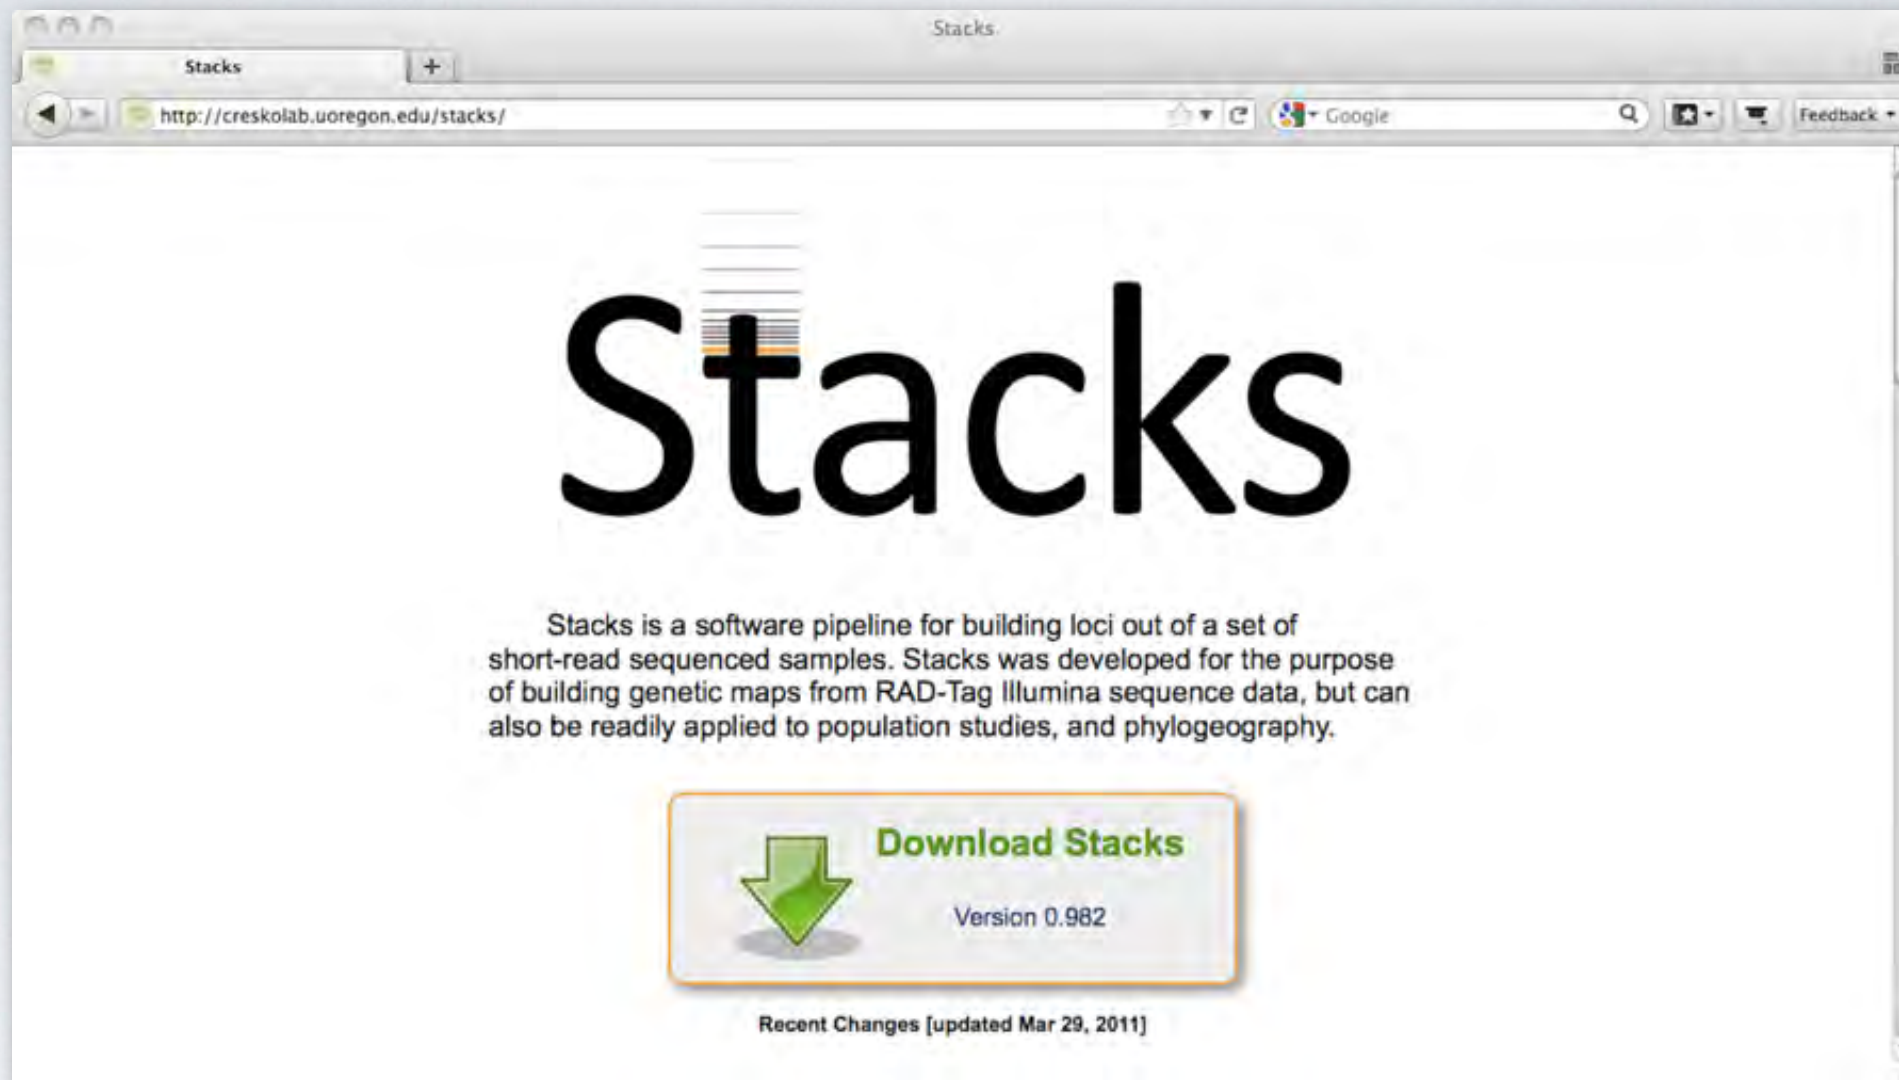 Stacks
Stacks
+
http://creskolab.uoregon.edu/stacks/
Google
Feedback
Stacks
Stacks is a software pipeline for building loci out of a set of
short-read sequenced samples. Stacks was developed for the purpose
of building genetic maps from RAD-Tag Illumina sequence data, but can
also be readily applied to population studies, and phylogeography.
Download Stacks
Version 0.982
Recent Changes [updated Mar 29, 2011]